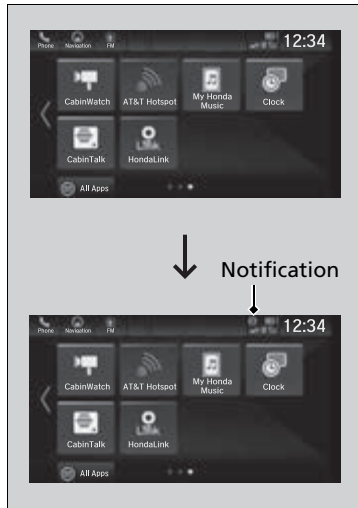 Phone Navigation FM 12:34
CabinWatch AT&T Hotspot My Honda Music Clock
CabinTalk HondaLink
All Apps
Notification
Phone Navigation FM 12:34
CabinWatch AT&T Hotspot My Honda Music Clock
CabinTalk HondaLink
All Apps